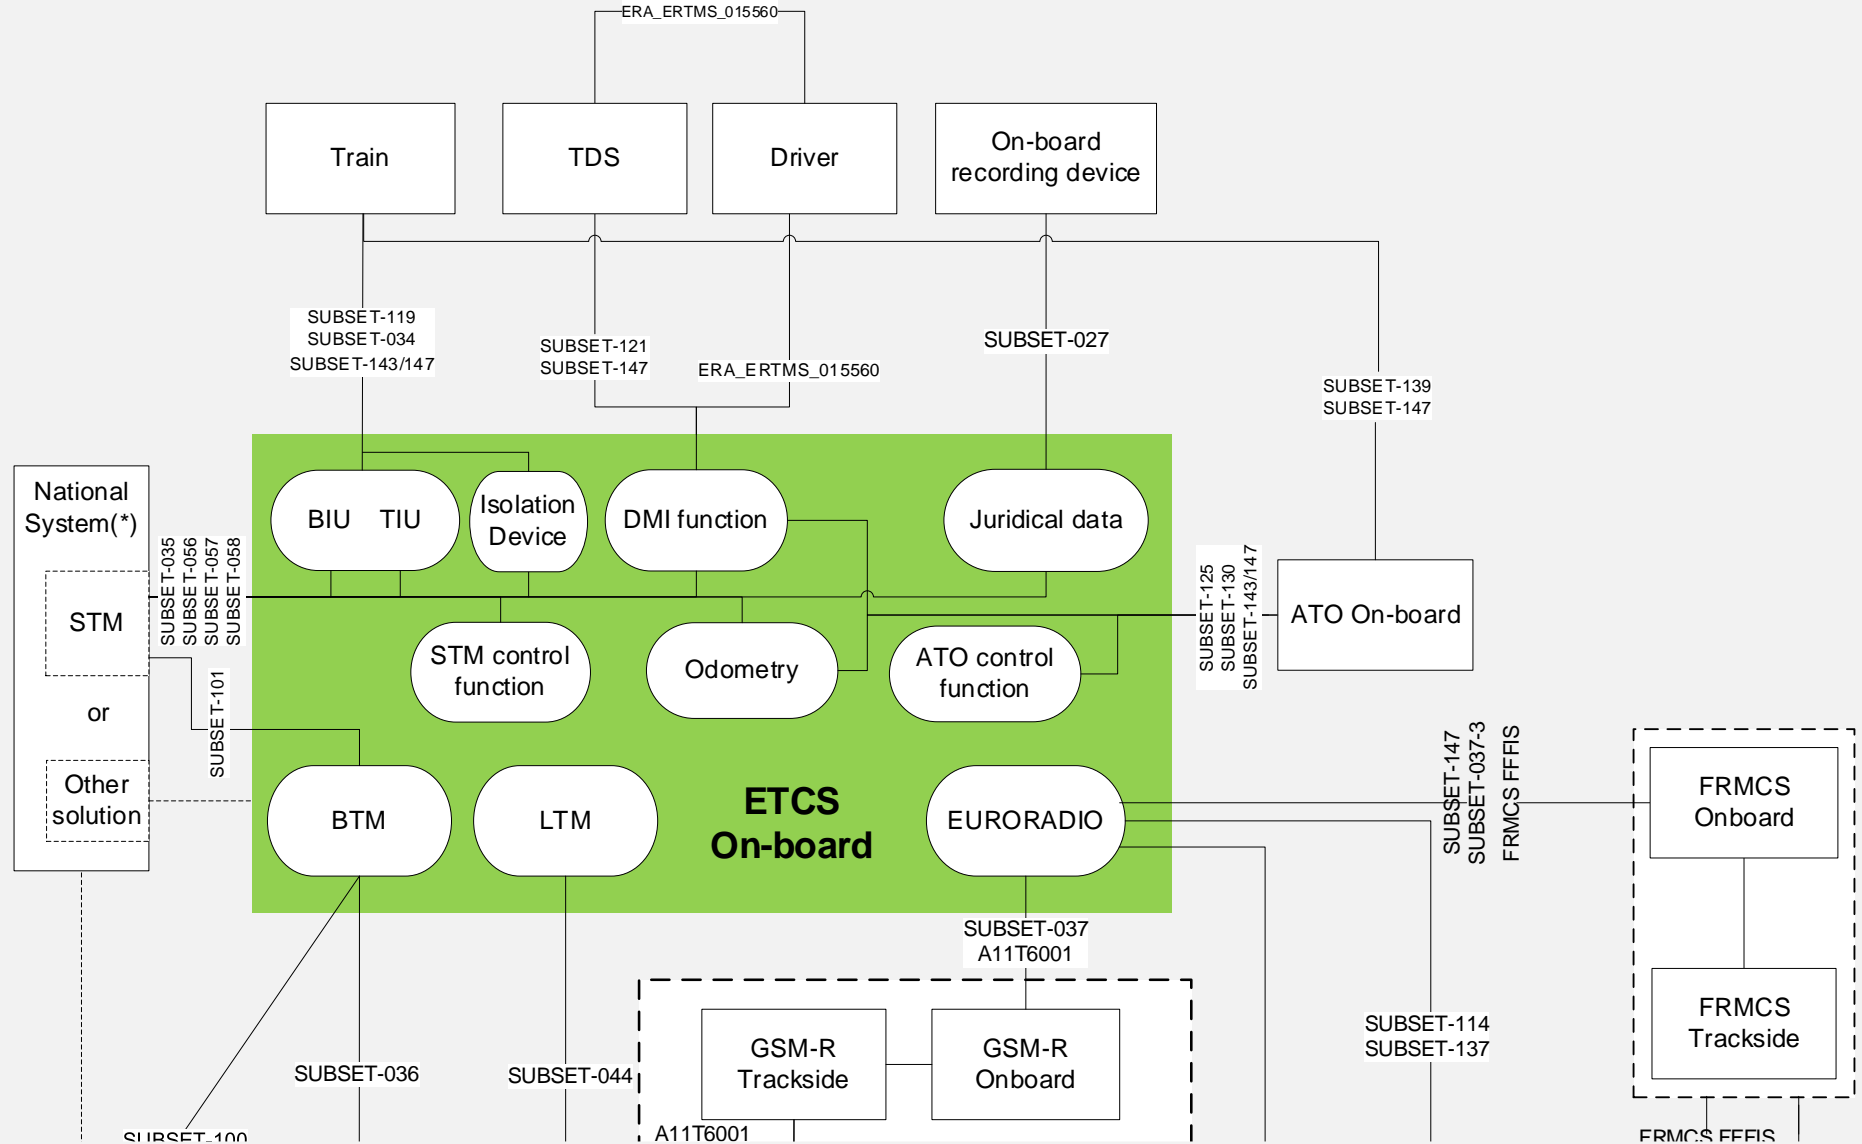 ERA_ERTMS_015560
Train
TDS
Driver
On-board
recording device
SUBSET-119
SUBSET-034
SUBSET-143/147
SUBSET-121
SUBSET-147
ERA_ERTMS_015560
SUBSET-027
SUBSET-139
SUBSET-147
National
System(*)
STM
or
Other
solution
SUBSET-035
SUBSET-056
SUBSET-057
SUBSET-058
SUBSET-101
BIU TIU
Isolation
Device
DMI function
Juridical data
STM control
function
Odometry
ATO control
function
SUBSET-125
SUBSET-130
SUBSET-143/147
ATO On-board
BTM
LTM
ETCS
On-board
EURORADIO
SUBSET-147
SUBSET-037-3
FRMCS FFFIS
FRMCS
Onboard
FRMCS
Trackside
SUBSET-037
A11T6001
GSM-R
Trackside
GSM-R
Onboard
SUBSET-114
SUBSET-137
SUBSET-036
SUBSET-044
SUBSET-100
A11T6001
FRMCS FFFIS